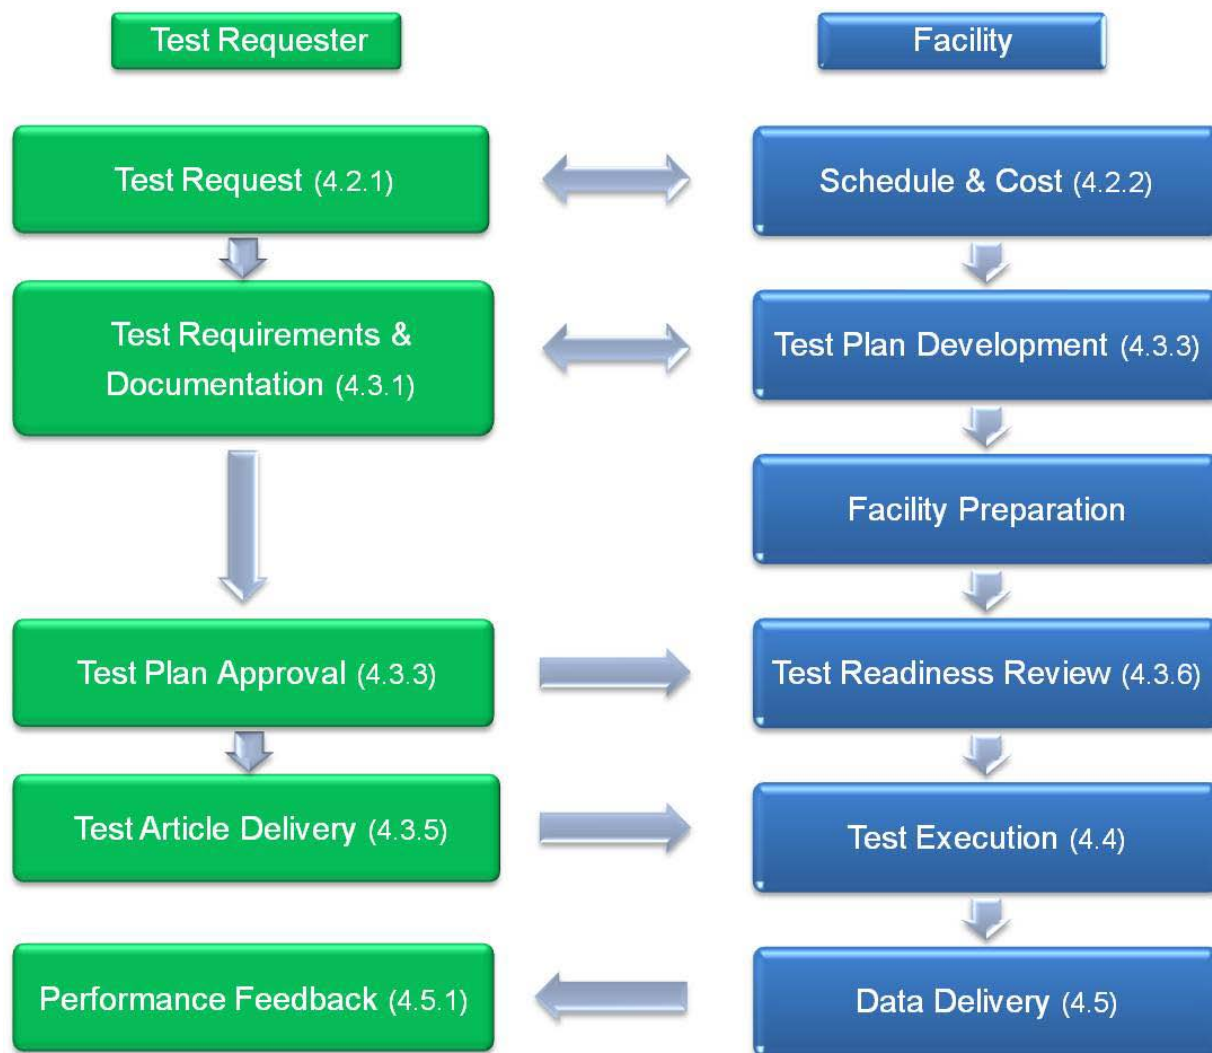 Test Requester
Facility
Test Request (4.2.1)
Schedule & Cost (4.2.2)
Test Requirements &
Documentation (4.3.1)
Test Plan Development (4.3.3)
Facility Preparation
Test Plan Approval (4.3.3)
Test Readiness Review (4.3.6)
Test Article Delivery (4.3.5)
Test Execution (4.4)
Performance Feedback (4.5.1)
Data Delivery (4.5)